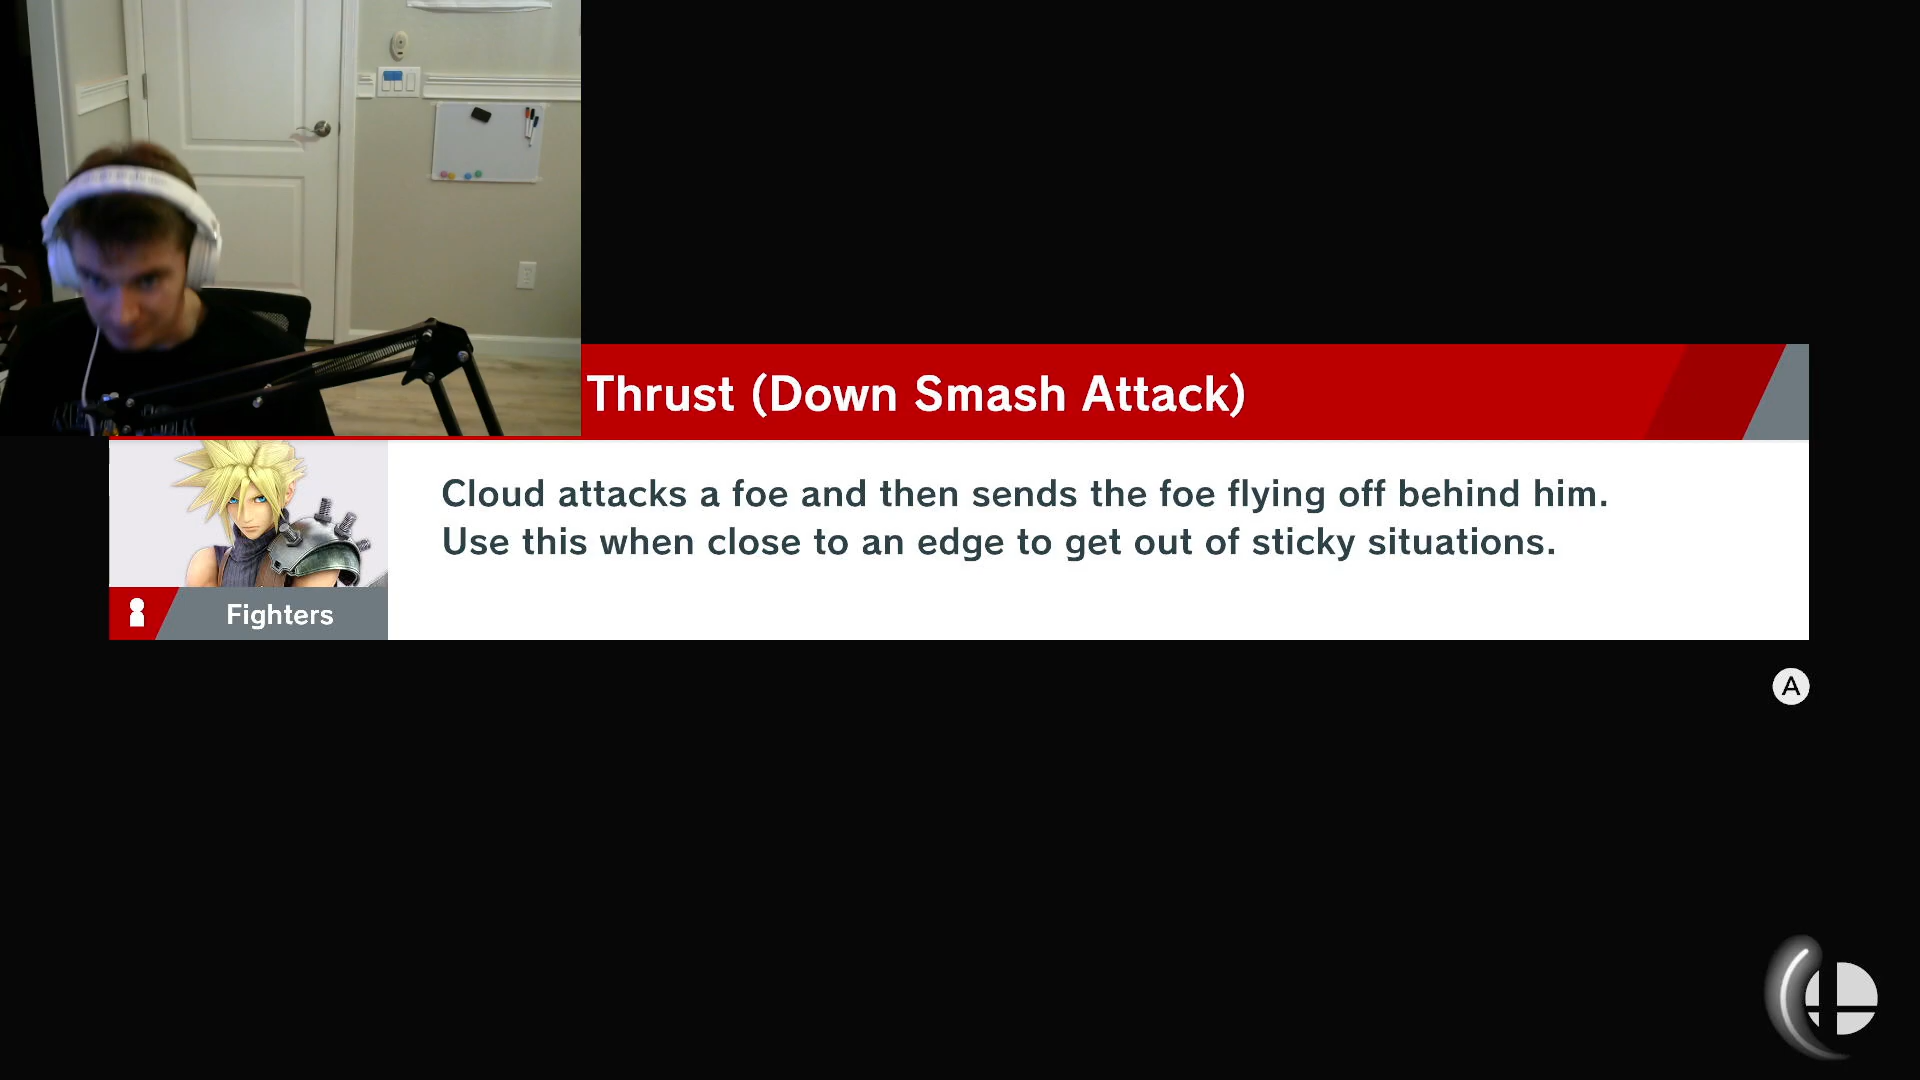 Thrust (Down Smash Attack)
Cloud attacks a foe and then sends the foe flying off behind him.
Use this when close to an edge to get out of sticky situations.
Fighters
A